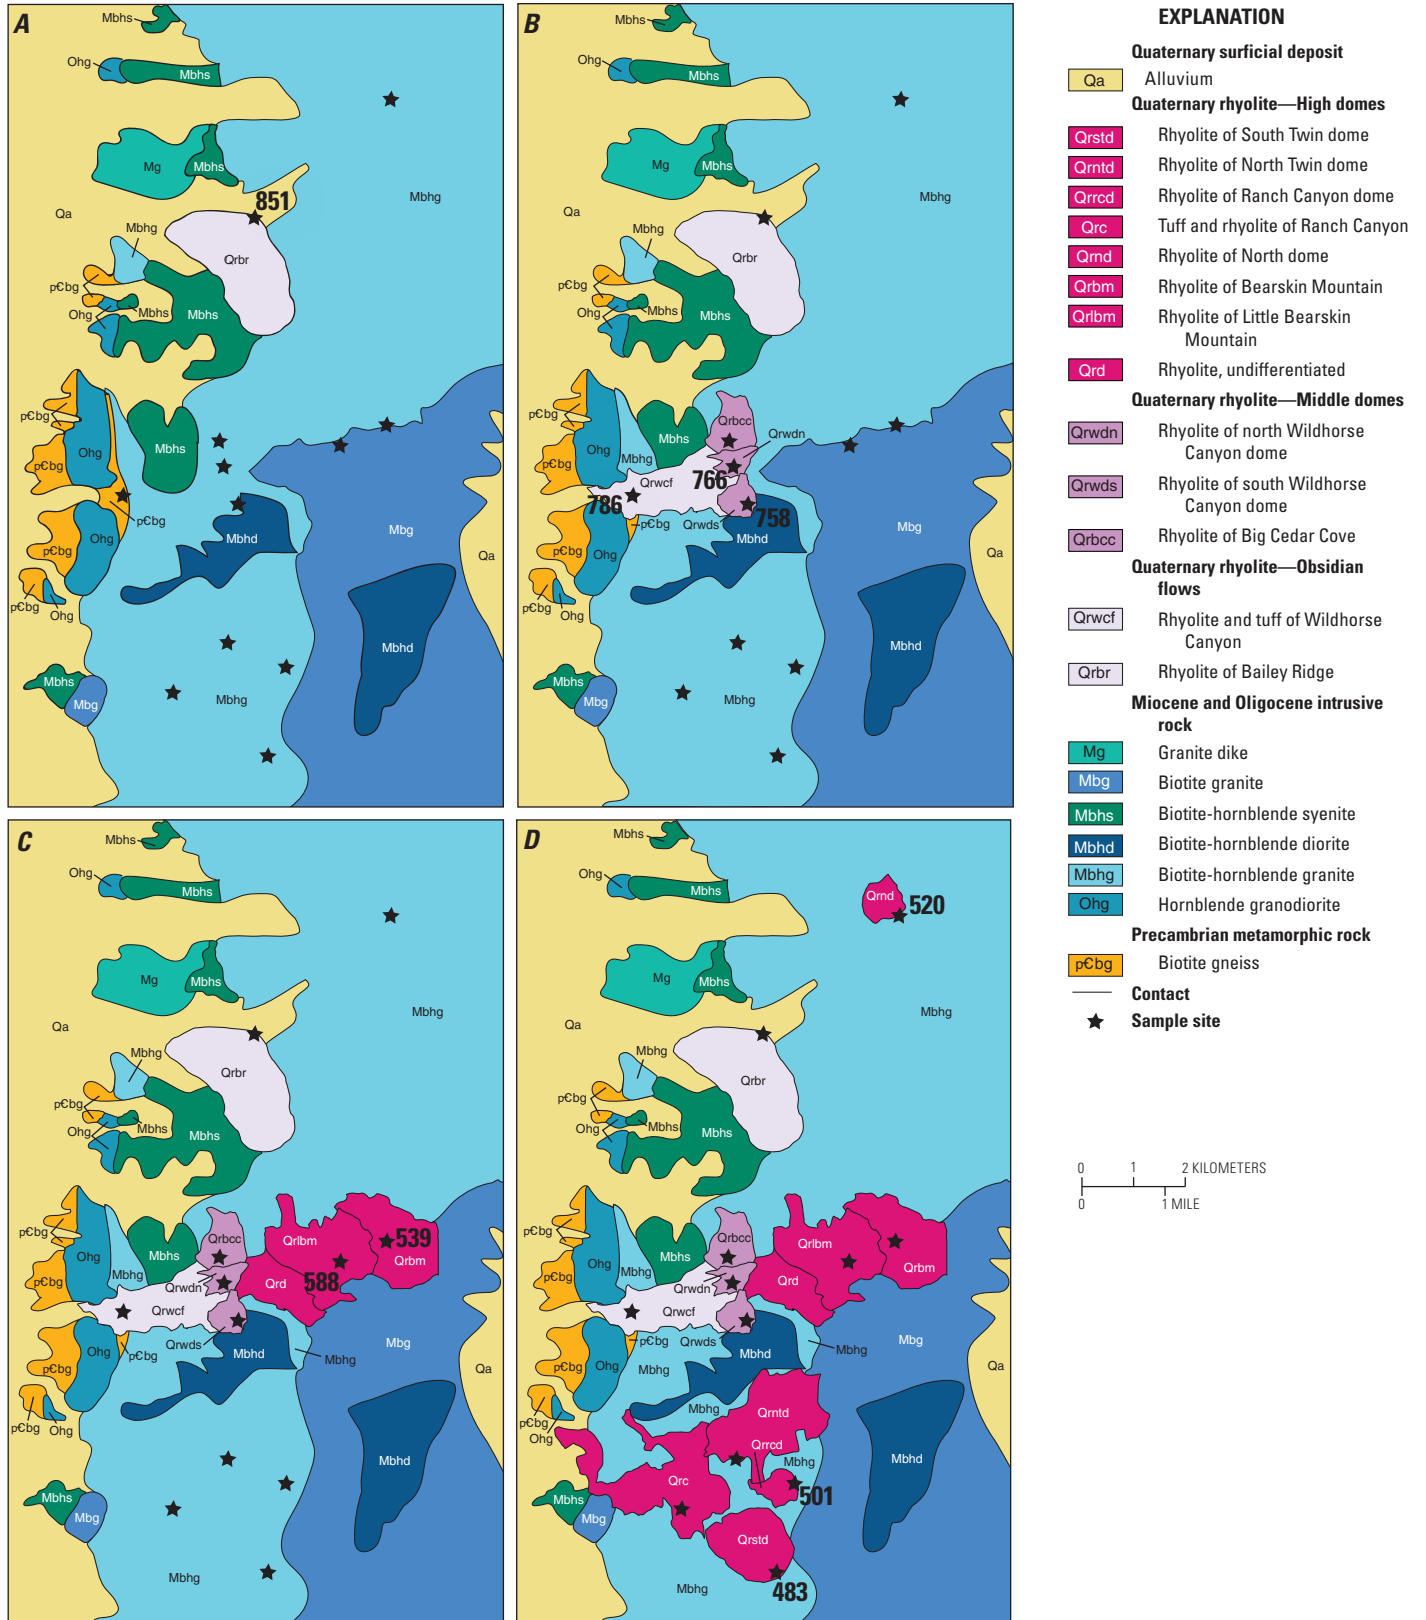 A
Mbhs
Ohg
Mbhs
Mg
Mbhs
851
Mbhg
Qa
Mbhg
Qrbr
p€bg
Mbhs
Mbhs
Ohg
p€bg
Ohg
Mbhs
p€bg
p€bg
Mbg
Ohg
Mbhd
p€bg
Qa
p€bg
Ohg
Mbhd
Mbhs
Mbhg
Mbg
B
Mbhs
Ohg
Mbhs
Mg
Mbhs
Mbhg
Qa
Mbhg
Qrbr
p€bg
Mbhs
Mbhs
Ohg
p€bg
Qrbcc
Qrwdn
Mbhs
Ohg
Mbhg
p€bg
766
Qrwcf
786
758
p€bg
Qrwds
Mbg
Mbhd
p€bg
Ohg
Qa
p€bg
Ohg
Mbhd
Mbhs
Mbhg
Mbg
C
Mbhs
Ohg
Mbhs
Mg
Mbhs
Mbhg
Qa
Mbhg
Qrbr
p€bg
Mbhs
Ohg
Mbhs
p€bg
Qrbcc
Qrlbm
539
Mbhs
Ohg
Qrbm
Mbhg
p€bg
Qrwdn
Qrd
588
Qrwcf
Qrwds
Mbg
Ohg
p€bg
Mbhd
Mbhg
p€bg
Qa
p€bg
Ohg
Mbhd
Mbhs
Mbg
Mbhg
D
Mbhs
Ohg
Mbhs
Qrnd
520
Mg
Mbhs
Mbhg
Qa
Mbhg
Qrbr
p€bg
Mbhs
Ohg
Mbhs
p€bg
Qrbcc
Qrlbm
Mbhs
Ohg
Qrbm
Mbhg
p€bg
Qrwdn
Qrd
Qrwcf
p€bg
Qrwds
Mbg
Mbhd
Mbhg
Ohg
p€bg
Mbhg
Qa
Mbhg
p€bg
Qrntd
Ohg
Qrrcd
Mbhg
Mbhd
Qrc
501
Mbhs
Mbg
Qrstd
Mbhg
483
EXPLANATION
Quaternary surficial deposit
Qa Alluvium
Quaternary rhyolite—High domes
Qrstd Rhyolite of South Twin dome
Qrntd Rhyolite of North Twin dome
Qrrcd Rhyolite of Ranch Canyon dome
Qrc Tuff and rhyolite of Ranch Canyon
Qrnd Rhyolite of North dome
Qrbm Rhyolite of Bearskin Mountain
Qrlbm Rhyolite of Little Bearskin
Mountain
Qrd Rhyolite, undifferentiated
Quaternary rhyolite—Middle domes
Qrwdn Rhyolite of north Wildhorse
Canyon dome
Qrwds Rhyolite of south Wildhorse
Canyon dome
Qrbcc Rhyolite of Big Cedar Cove
Quaternary rhyolite—Obsidian
flows
Qrwcf Rhyolite and tuff of Wildhorse
Canyon
Qrbr Rhyolite of Bailey Ridge
Miocene and Oligocene intrusive
rock
Mg Granite dike
Mbg Biotite granite
Mbhs Biotite-hornblende syenite
Mbhd Biotite-hornblende diorite
Mbhg Biotite-hornblende granite
Ohg Hornblende granodiorite
Precambrian metamorphic rock
p€bg Biotite gneiss
Contact
Sample site
0 1 2 KILOMETERS
0 1 MILE